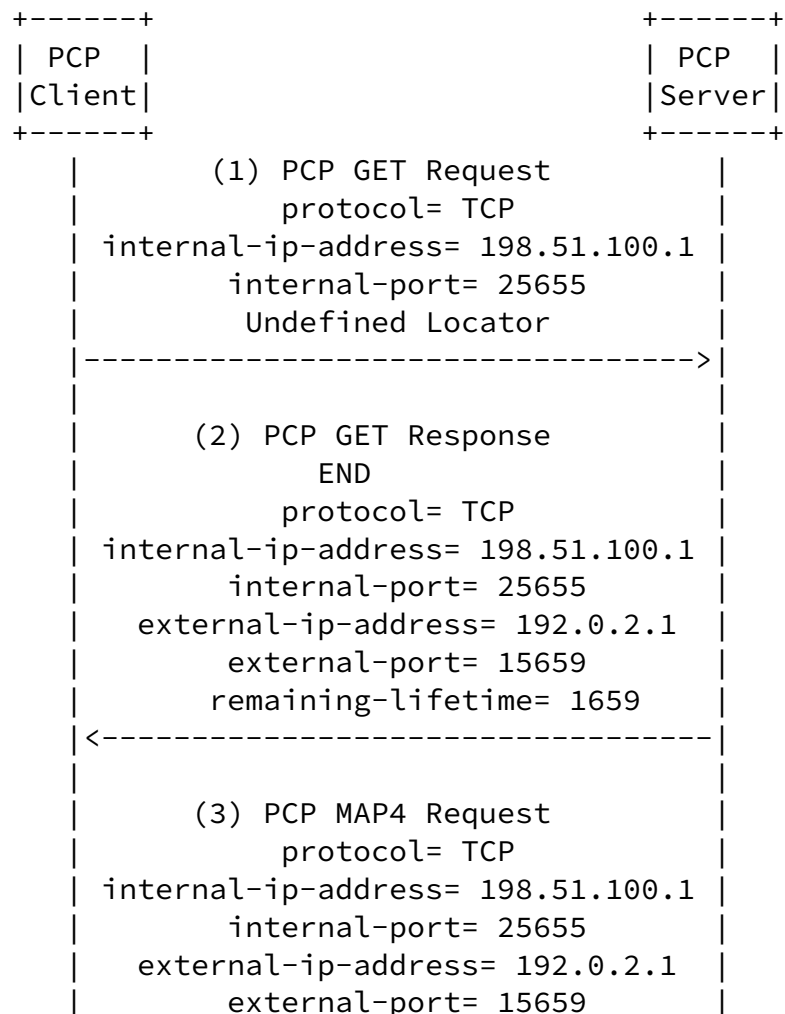 +------+                           +------+
| PCP  |                           | PCP  |
|Client|                           |Server|
+------+                           +------+
   |       (1) PCP GET Request         |
   |           protocol= TCP           |
   | internal-ip-address= 198.51.100.1 |
   |        internal-port= 25655       |
   |         Undefined Locator         |
   |---------------------------------->|
   |                                   |
   |      (2) PCP GET Response         |
   |             END                   |
   |           protocol= TCP           |
   | internal-ip-address= 198.51.100.1 |
   |        internal-port= 25655       |
   |   external-ip-address= 192.0.2.1  |
   |        external-port= 15659       |
   |       remaining-lifetime= 1659    |
   |<----------------------------------|
   |                                   |
   |      (3) PCP MAP4 Request         |
   |           protocol= TCP           |
   | internal-ip-address= 198.51.100.1 |
   |        internal-port= 25655       |
   |   external-ip-address= 192.0.2.1  |
   |        external-port= 15659       |